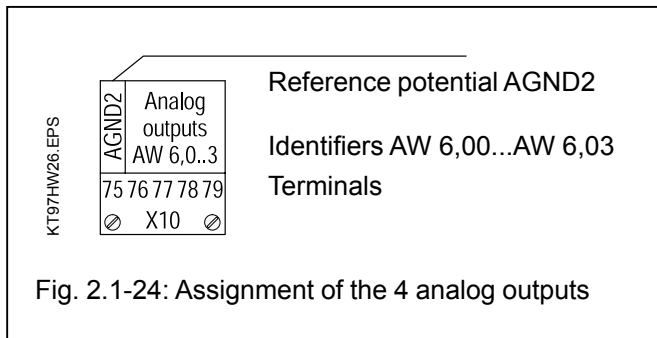 KT97HW26.EPS
AGND2
Analog
outputs
AW 6,0..3
75 76 77 78 79
X10
Reference potential AGND2
Identifiers AW 6,00...AW 6,03
Terminals
Fig. 2.1-24: Assignment of the 4 analog outputs